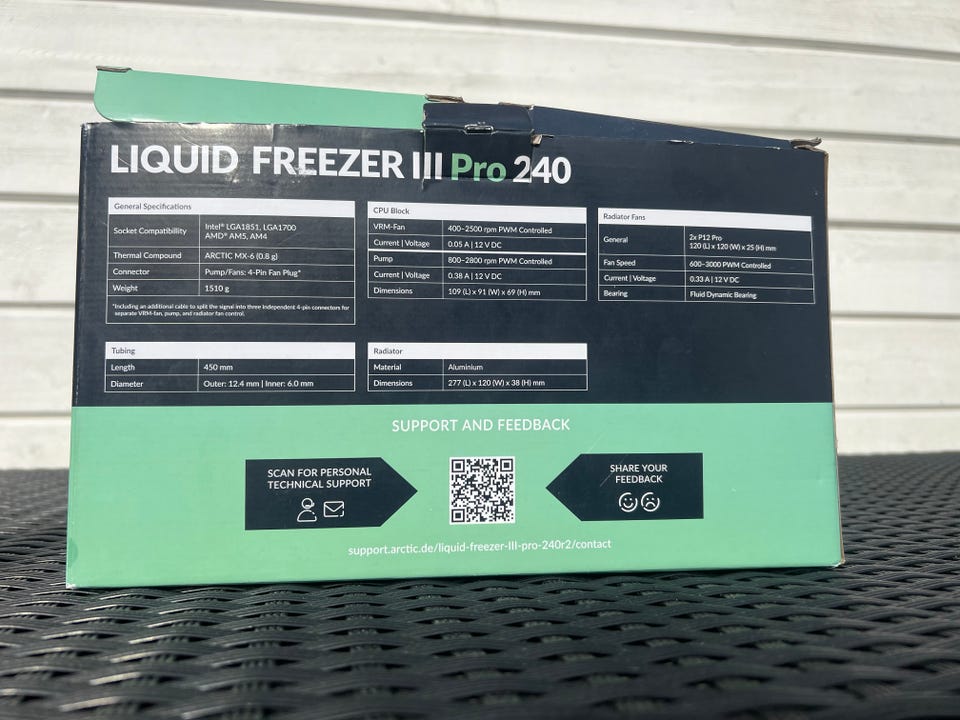 LIQUID FREEZER III Pro 240
General Specifications
Socket Compatibillity
Intel® LGA1851, LGA1700
AMD® AM5, AM4
Thermal Compound ARCTIC MX-6 (0.8 g)
Connector Pump/Fans: 4-Pin Fan Plug*
Weight 1510 g
*Including an additional cable to split the signal into three independent 4-pin connectors for
separate VRM-fan, pump, and radiator fan control.
CPU Block
VRM-Fan 400–2500 rpm PWM Controlled
Current | Voltage 0.05 A | 12 V DC
Pump 800–2800 rpm PWM Controlled
Current | Voltage 0.38 A | 12 V DC
Dimensions 109 (L) x 91 (W) x 69 (H) mm
Radiator Fans
General
2x P12 Pro
120 (L) x 120 (W) x 25 (H) mm
Fan Speed 600–3000 PWM Controlled
Current | Voltage 0.33 A | 12 V DC
Bearing Fluid Dynamic Bearing
Tubing
Length 450 mm
Diameter Outer: 12.4 mm | Inner: 6.0 mm
Radiator
Material Aluminium
Dimensions 277 (L) x 120 (W) x 38 (H) mm
SUPPORT AND FEEDBACK
SCAN FOR PERSONAL
TECHNICAL SUPPORT
SHARE YOUR
FEEDBACK
support.arctic.de/liquid-freezer-III-pro-240r2/contact